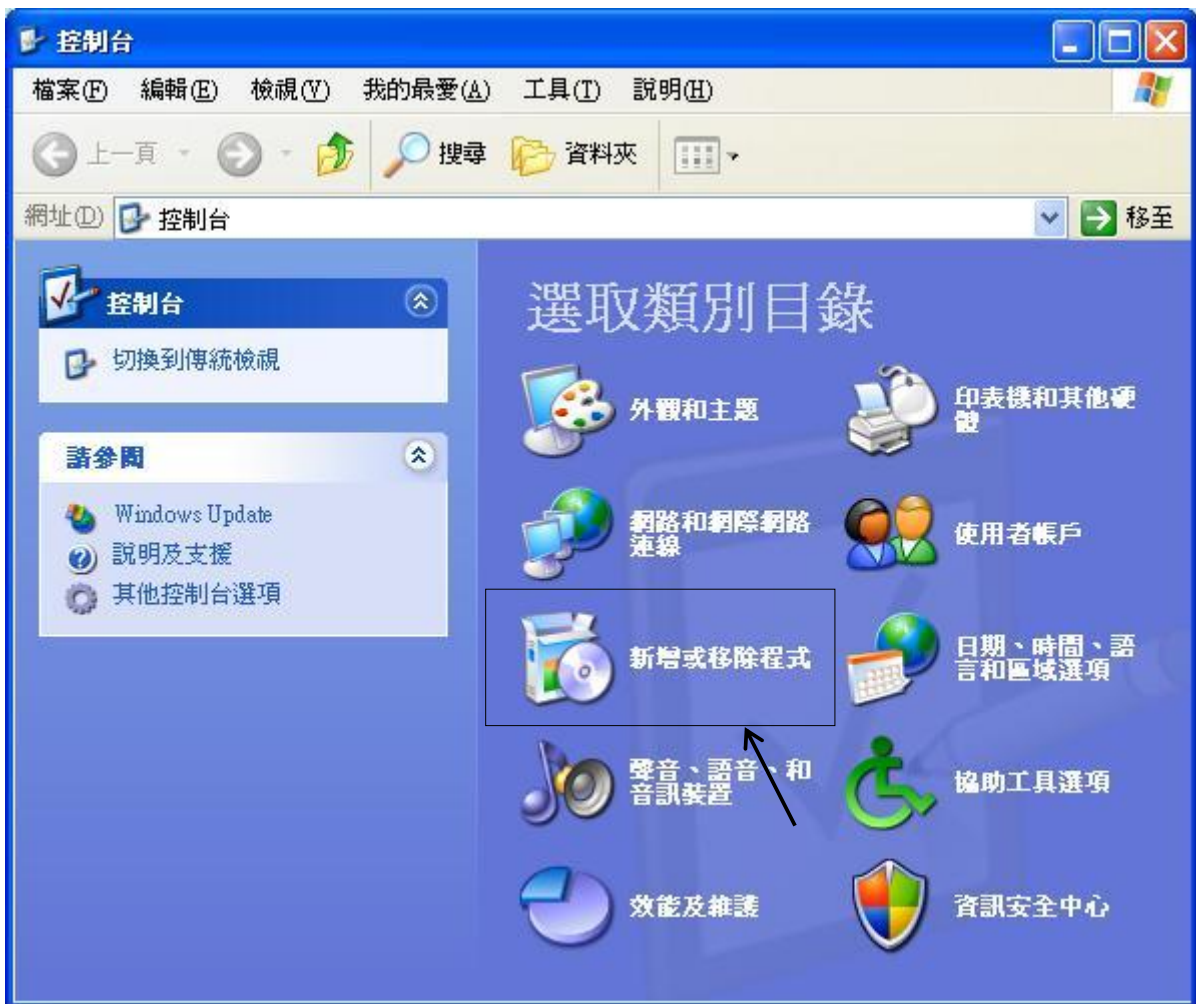 控制台
檔案(F) 編輯(E) 檢視(V) 我的最愛(A) 工具(T) 說明(H)
上一頁 搜尋 資料夾
網址(D) 控制台 移至
控制台
切換到傳統檢視
請參閱
Windows Update
說明及支援
其他控制台選項
選取類別目錄
外觀和主題
印表機和其他硬
體
網路和網際網路
連線
使用者帳戶
新增或移除程式
日期、時間、語
言和區域選項
聲音、語音、和
音訊裝置
協助工具選項
效能及維護
資訊安全中心